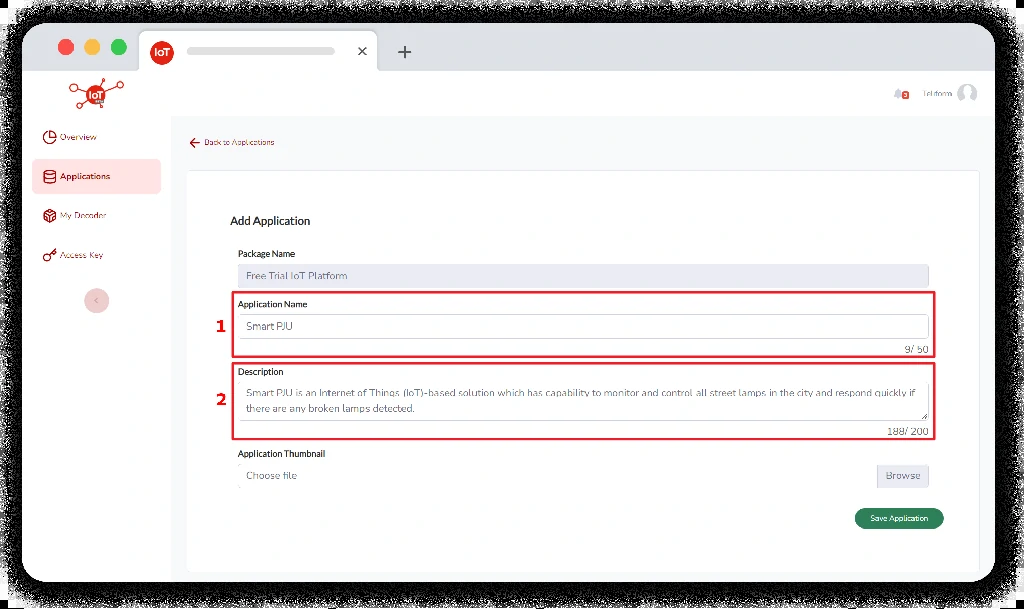 IoT
IoT
3
Telkom
Overview
Back to Applications
Applications
My Decoder
Access Key
Add Application
Package Name
Free Trial IoT Platform
1
Application Name
Smart PJU
9/ 50
2
Description
Smart PJU is an Internet of Things (IoT)-based solution which has capability to monitor and control all street lamps in the city and respond quickly if
there are any broken lamps detected.
188/ 200
Application Thumbnail
Choose file
Browse
Save Application